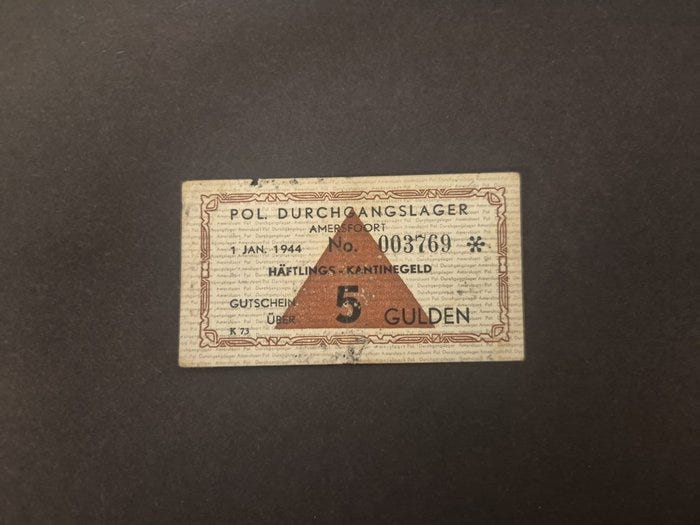 POL. DURCHGANGSLAGER
AMERSFOORT
1 JAN. 1944 No. 003769 *
HÄFTLINGS - KANTINEGELD
GUTSCHEIN
ÜBER 5 GULDEN
K 73